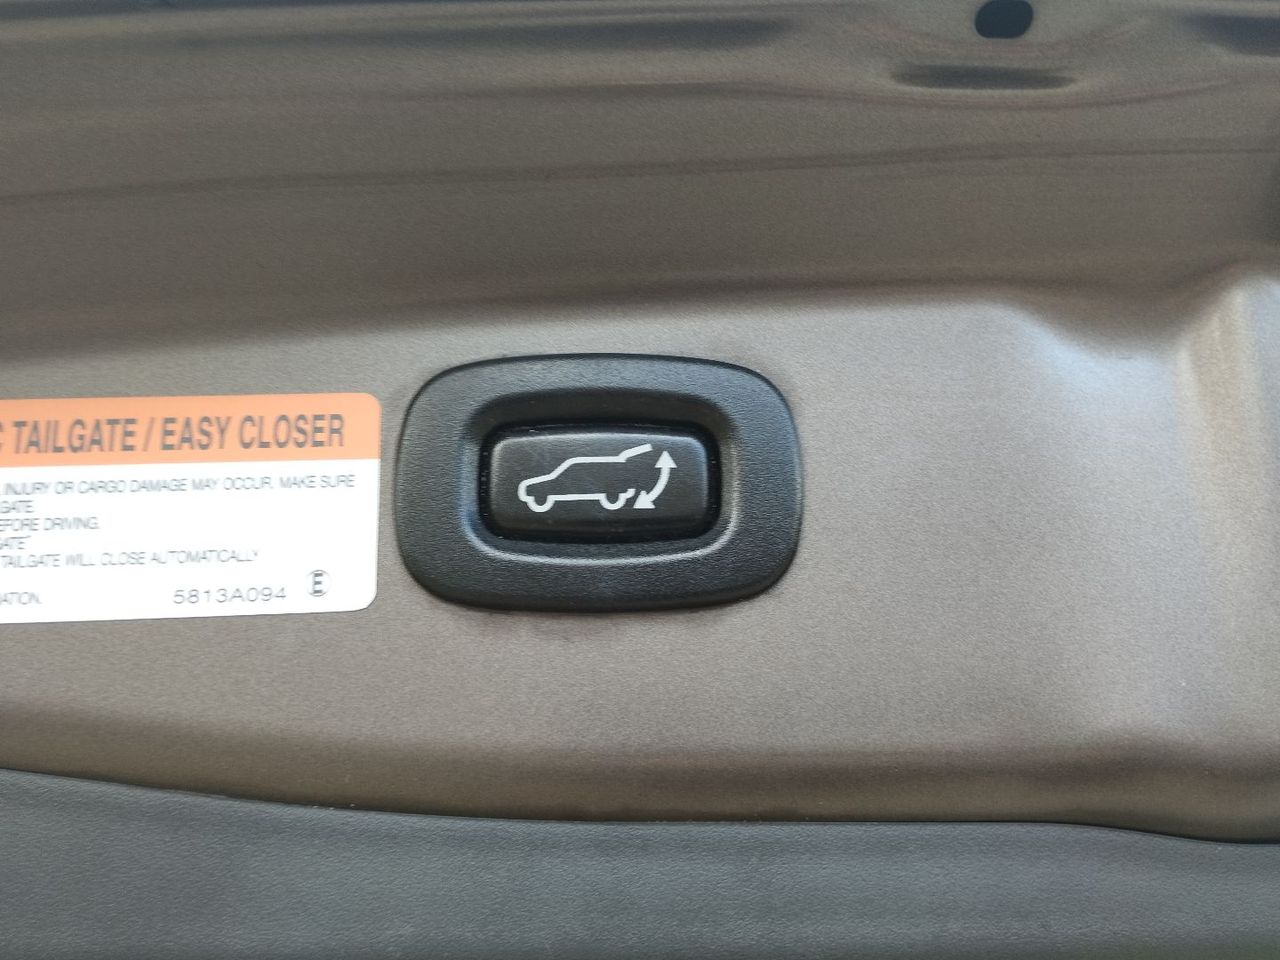 C TAILGATE / EASY CLOSER
INJURY OR CARGO DAMAGE MAY OCCUR. MAKE SURE
LGATE
EFORE DRIVING.
GATE"
TAILGATE WILL CLOSE AUTOMATICALLY
ATION.
5813A094 E